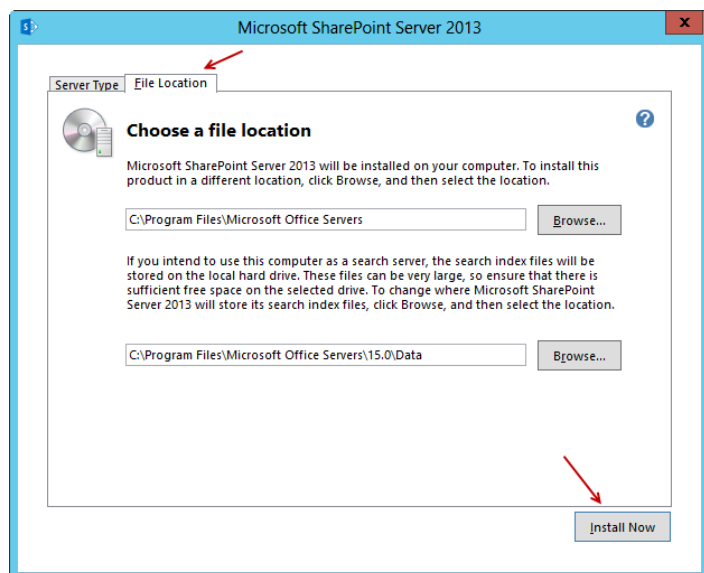 Microsoft SharePoint Server 2013
x
Server Type
File Location
Choose a file location
?
Microsoft SharePoint Server 2013 will be installed on your computer. To install this
product in a different location, click Browse, and then select the location.
C:\Program Files\Microsoft Office Servers
Browse...
If you intend to use this computer as a search server, the search index files will be
stored on the local hard drive. These files can be very large, so ensure that there is
sufficient free space on the selected drive. To change where Microsoft SharePoint
Server 2013 will store its search index files, click Browse, and then select the location.
C:\Program Files\Microsoft Office Servers\15.0\Data
Browse...
Install Now